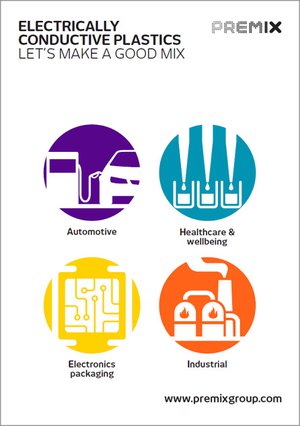 ELECTRICALLY
CONDUCTIVE PLASTICS
LET'S MAKE A GOOD MIX
PREMIX
Automotive
Healthcare &
wellbeing
Electronics
packaging
Industrial
www.premixgroup.com